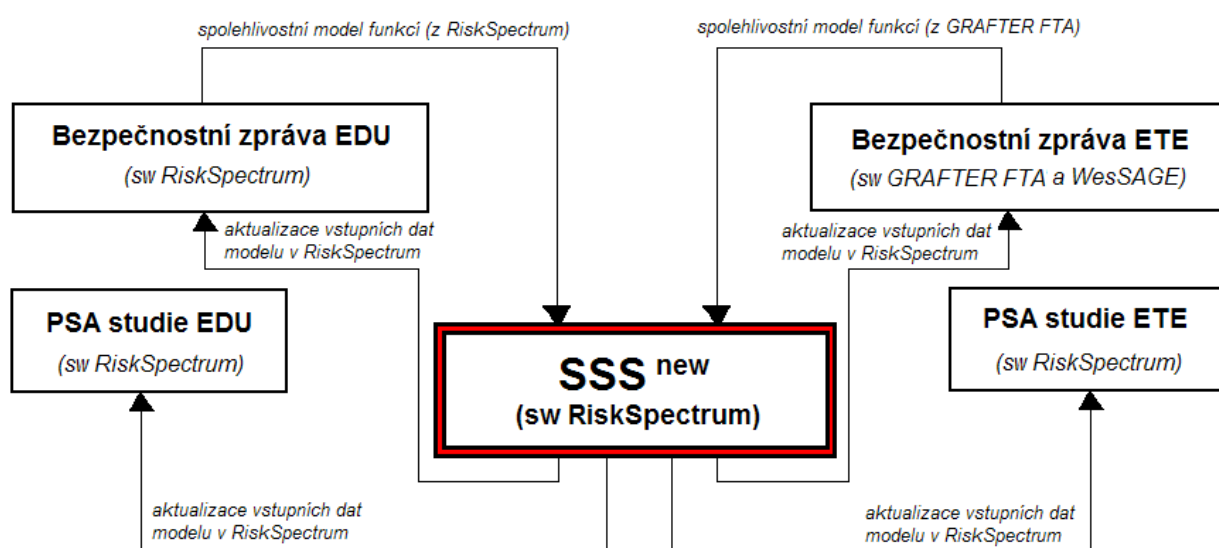 spolehlivostní model funkcí (z RiskSpectrum)
spolehlivostní model funkcí (z GRAFTER FTA)
Bezpečnostní zpráva EDU
(sw RiskSpectrum)
Bezpečnostní zpráva ETE
(sw GRAFTER FTA a WesSAGE)
aktualizace vstupních dat
modelu v RiskSpectrum
aktualizace vstupních dat
modelu v RiskSpectrum
PSA studie EDU
(sw RiskSpectrum)
PSA studie ETE
(sw RiskSpectrum)
SSS new
(sw RiskSpectrum)
aktualizace vstupních dat
modelu v RiskSpectrum
aktualizace vstupních dat
modelu v RiskSpectrum